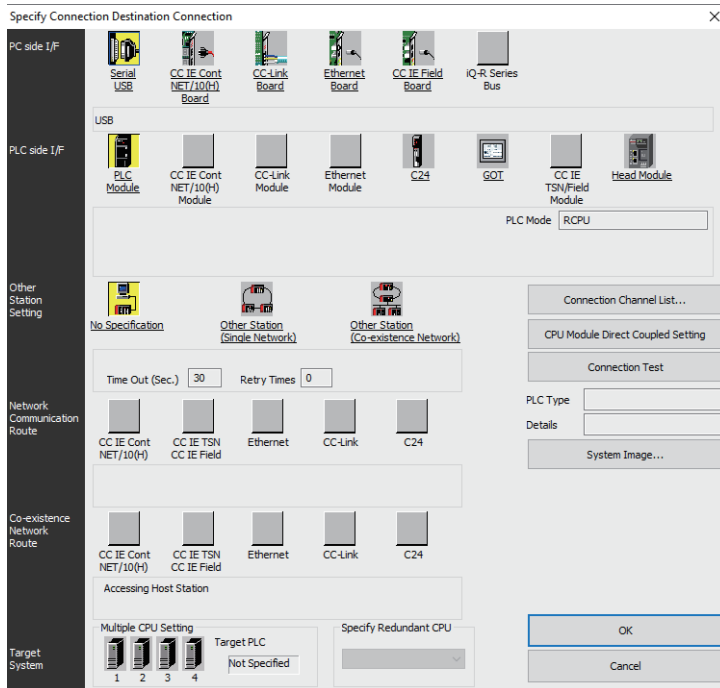 Specify Connection Destination Connection
PC side I/F
Serial
USB
CC IE Cont
NET/10(H)
Board
CC-Link
Board
Ethernet
Board
CC IE Field
Board
iQ-R Series
Bus
USB
PLC side I/F
PLC
Module
CC IE Cont
NET/10(H)
Module
CC-Link
Module
Ethernet
Module
C24
GOT
CC IE
TSN/Field
Module
Head Module
PLC Mode RCPU
Other
Station
Setting
No Specification
Other Station
(Single Network)
Other Station
(Co-existence Network)
Connection Channel List...
CPU Module Direct Coupled Setting
Connection Test
Time Out (Sec.) 30 Retry Times 0
PLC Type
Details
System Image...
Network
Communication
Route
CC IE Cont
NET/10(H)
CC IE TSN
CC IE Field
Ethernet
CC-Link
C24
Co-existence
Network
Route
CC IE Cont
NET/10(H)
CC IE TSN
CC IE Field
Ethernet
CC-Link
C24
Accessing Host Station
Target
System
Multiple CPU Setting
1 2 3 4
Target PLC
Not Specified
Specify Redundant CPU
OK
Cancel